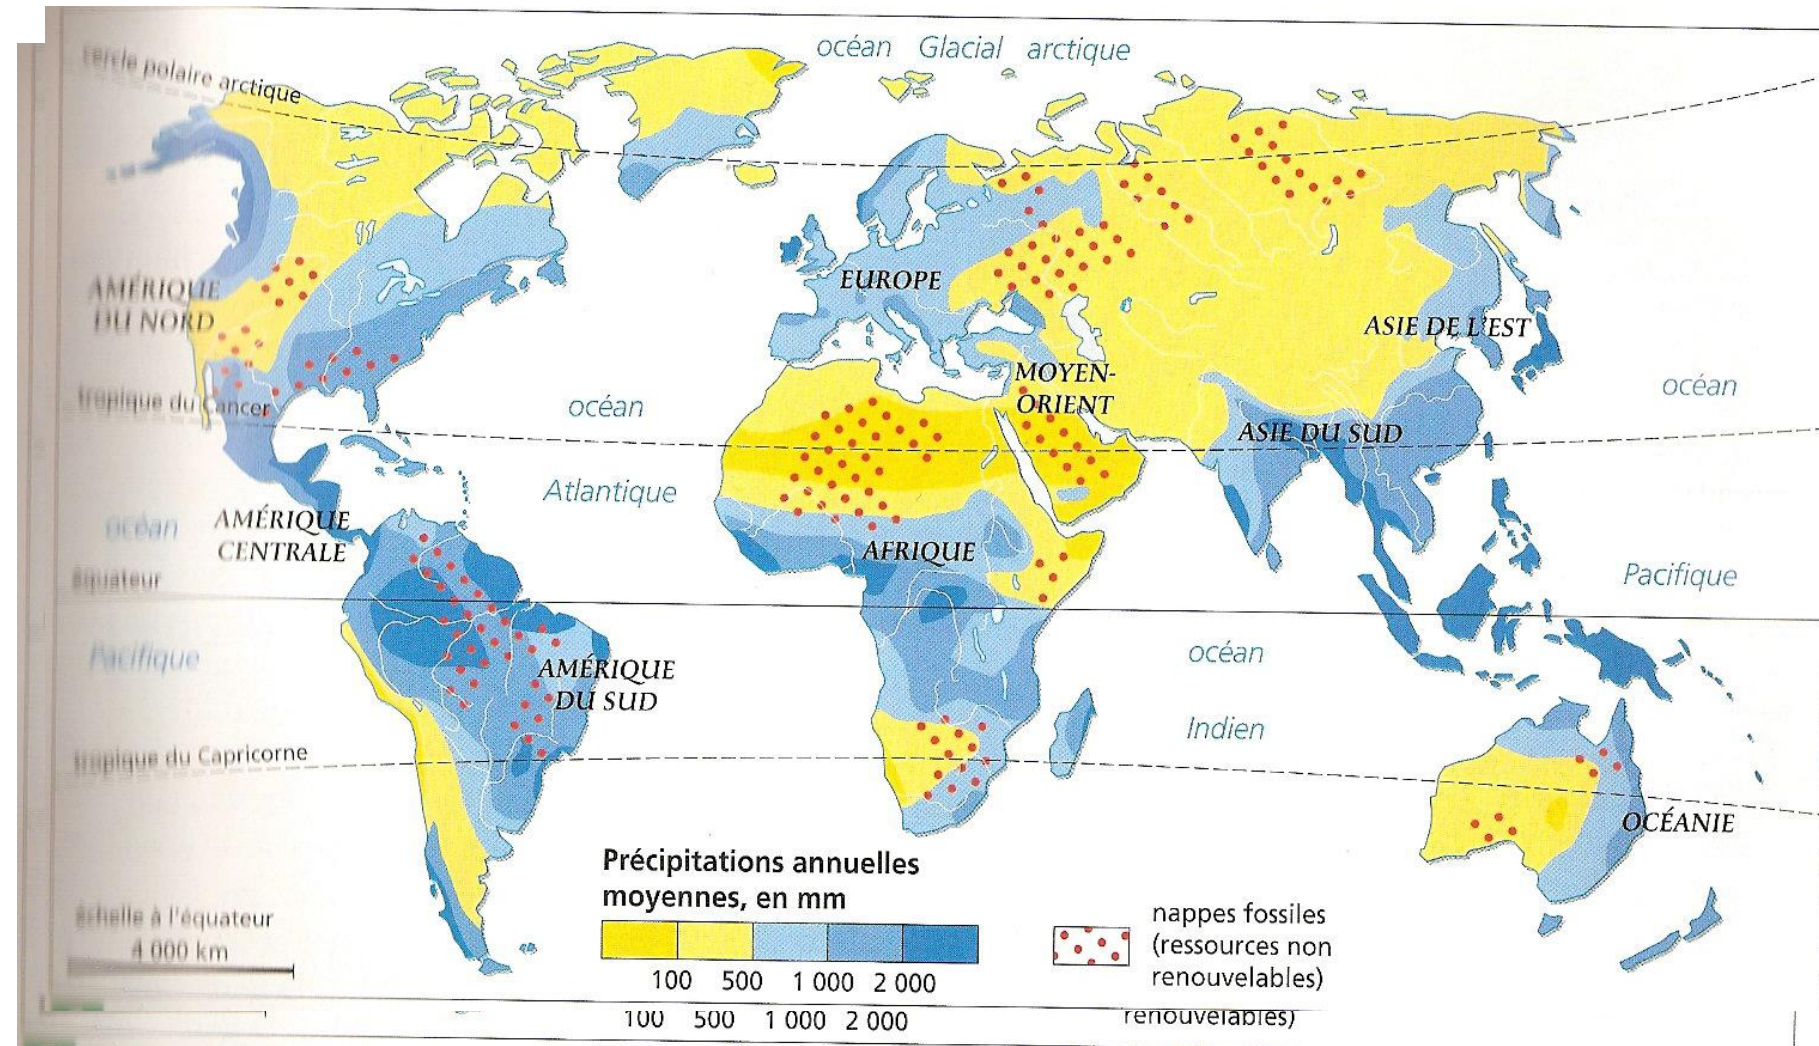 océan Glacial arctique
cercle polaire arctique
AMÉRIQUE
DU NORD
EUROPE
ASIE DE L'EST
MOYEN-
ORIENT
tropique du Cancer
océan
océan
ASIE DU SUD
Atlantique
océan
AMÉRIQUE
CENTRALE
AFRIQUE
Pacifique
équateur
Pacifique
océan
AMÉRIQUE
DU SUD
Indien
tropique du Capricorne
OCÉANIE
Précipitations annuelles
moyennes, en mm
100 500 1 000 2 000
nappes fossiles
(ressources non
renouvelables)
échelle à l'équateur
4 000 km
100 500 1 000 2 000
renouvelables)